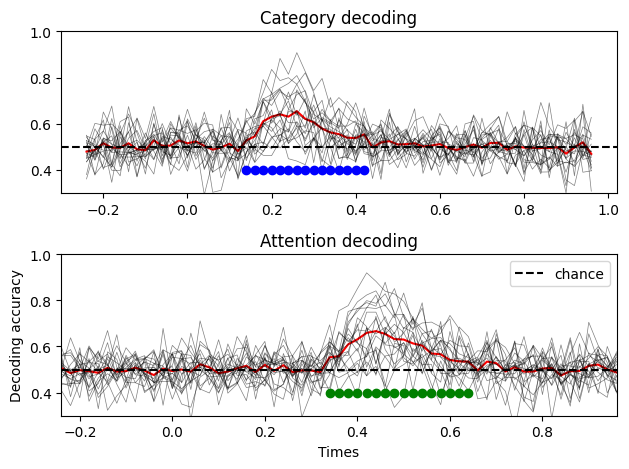 Category decoding
1.0
0.8
0.6
0.4
−0.2 0.0 0.2 0.4 0.6 0.8 1.0
Attention decoding
1.0
0.8
0.6
0.4
chance
Decoding accuracy
−0.2 0.0 0.2 0.4 0.6 0.8
Times